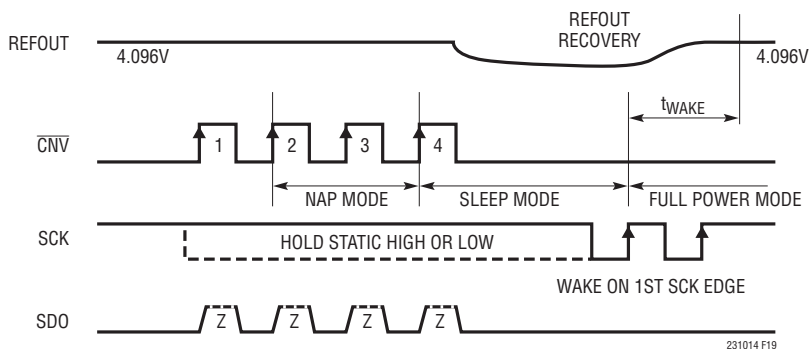 REFOUT
RECOVERY
REFOUT
4.096V
4.096V
tWAKE
CNV
1
2
3
4
NAP MODE
SLEEP MODE
FULL POWER MODE
SCK
HOLD STATIC HIGH OR LOW
WAKE ON 1ST SCK EDGE
SDO
Z
Z
Z
Z
231014 F19